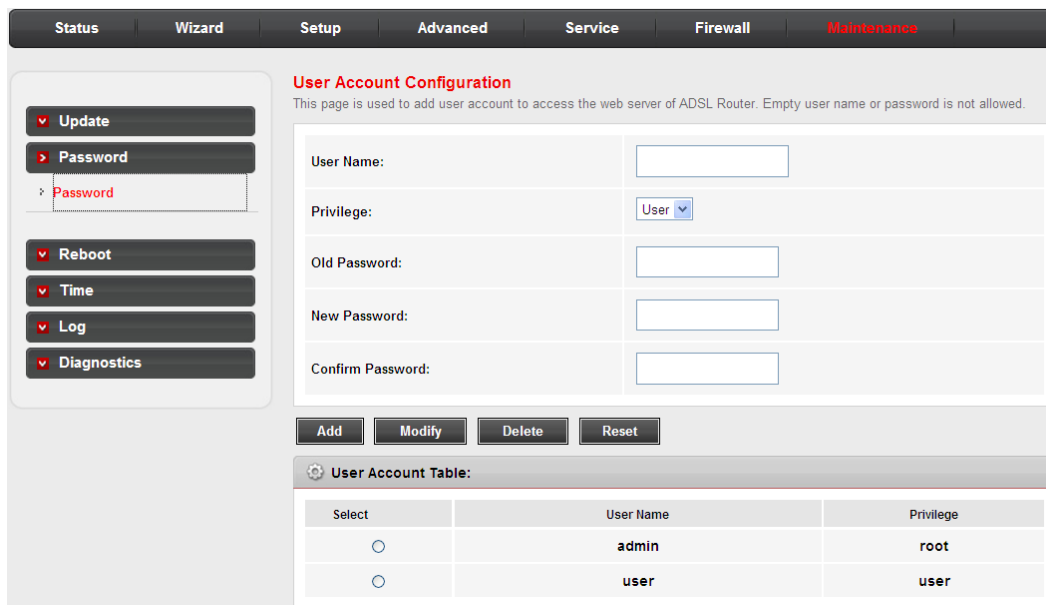 Status Wizard Setup Advanced Service Firewall Maintenance
Update
Password
Password
Reboot
Time
Log
Diagnostics
User Account Configuration
This page is used to add user account to access the web server of ADSL Router. Empty user name or password is not allowed.
User Name:
Privilege: User
Old Password:
New Password:
Confirm Password:
Add Modify Delete Reset
User Account Table:
Select User Name Privilege
admin root
user user